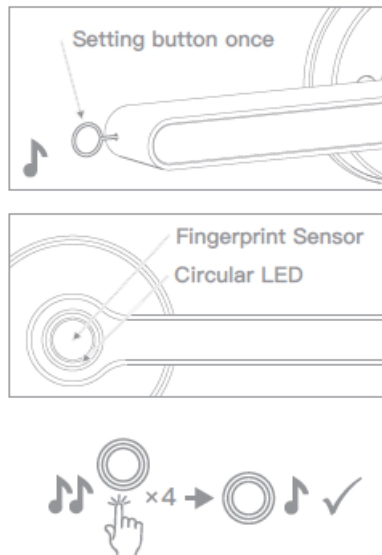 Setting button once
Fingerprint Sensor
Circular LED
×4